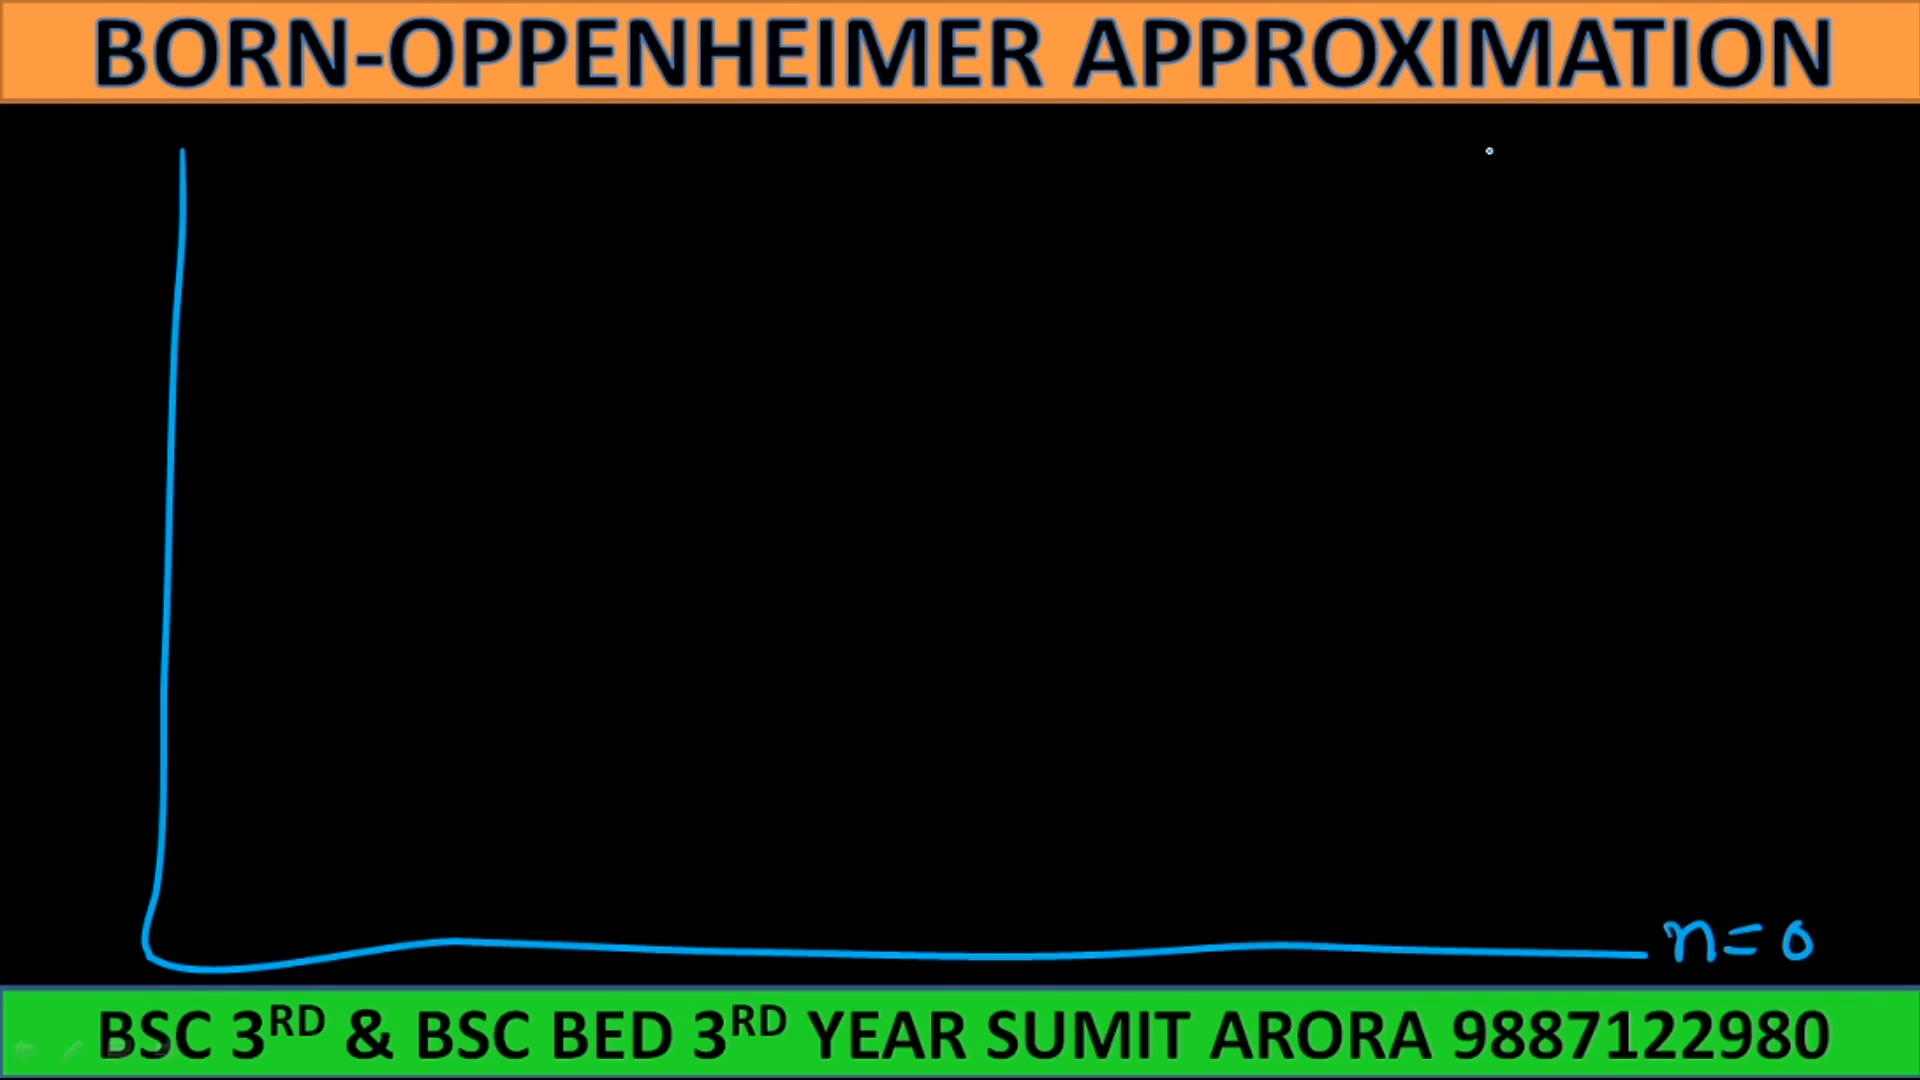 BORN-OPPENHEIMER APPROXIMATION
n=0
BSC 3RD & BSC BED 3RD YEAR SUMIT ARORA 9887122980